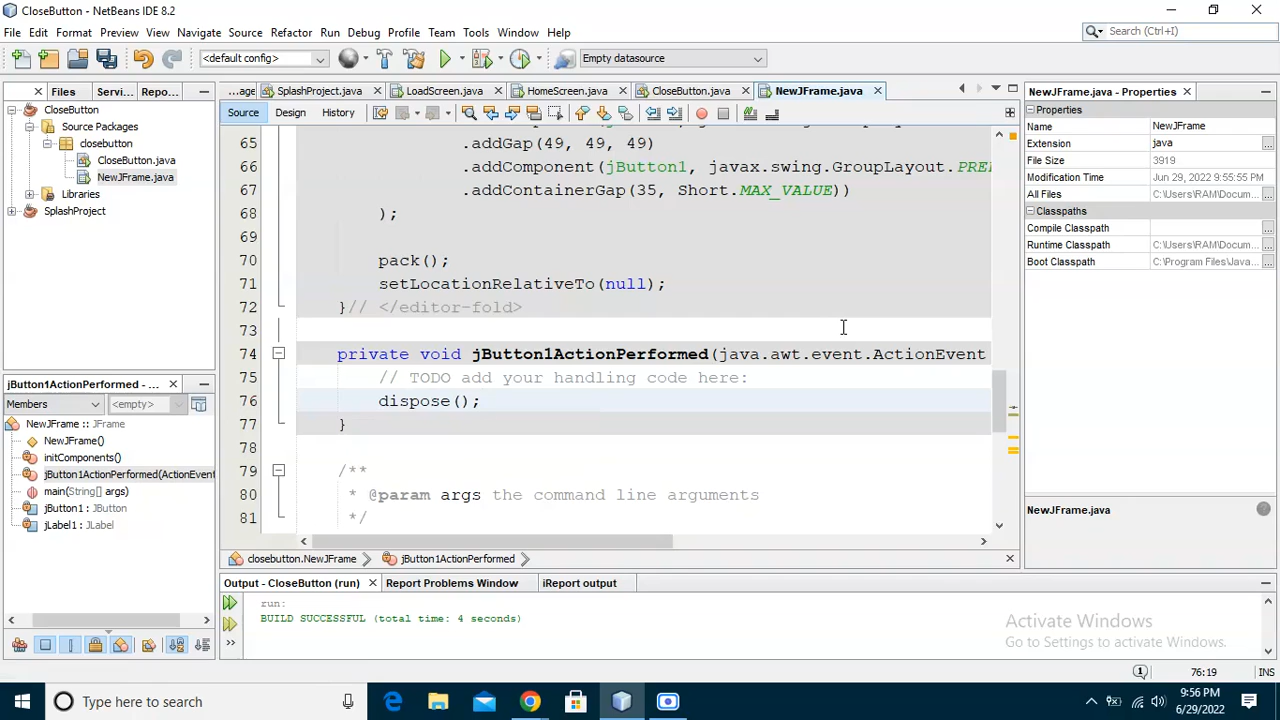 CloseButton - NetBeans IDE 8.2
File Edit View Navigate Source Refactor Run Debug Profile Team Tools Window Help
Format Preview
Search (Ctrl+I)
<default config>
Empty datasource
Files Servi... Repo...
...age SplashProject.java LoadScreen.java HomeScreen.java CloseButton.java NewJFrame.java
NewJFrame.java - Properties
Source Design History
CloseButton
Source Packages
closebutton
CloseButton.java
NewJFrame.java
Libraries
SplashProject
65 .addGap(49, 49, 49)
66 .addComponent(jButton1, javax.swing.GroupLayout.PRE
67 .addContainerGap(35, Short.MAX_VALUE))
68 );
69
70 pack();
71 setLocationRelativeTo(null);
72 }// </editor-fold>
73
74 private void jButton1ActionPerformed(java.awt.event.ActionEvent
75 // TODO add your handling code here:
76 dispose();
77 }
78
79 /**
80 * @param args the command line arguments
81 */
Properties
Name NewJFrame
Extension java
File Size 3919
Modification Time Jun 29, 2022 9:55:55 PM
All Files C:\Users\RAM\Docum...
Classpaths
Compile Classpath
Runtime Classpath C:\Users\RAM\Docum...
Boot Classpath C:\Program Files\Java...
NewJFrame.java
jButton1ActionPerformed - ...
Members <empty>
NewJFrame :: JFrame
NewJFrame()
initComponents()
jButton1ActionPerformed(ActionEvent
main(String[] args)
jButton1 : JButton
jLabel1 : JLabel
closebutton.NewJFrame jButton1ActionPerformed
Output - CloseButton (run) Report Problems Window iReport output
run:
BUILD SUCCESSFUL (total time: 4 seconds)
Activate Windows
Go to Settings to activate Windows.
76:19 INS
Type here to search
9:56 PM
6/29/2022